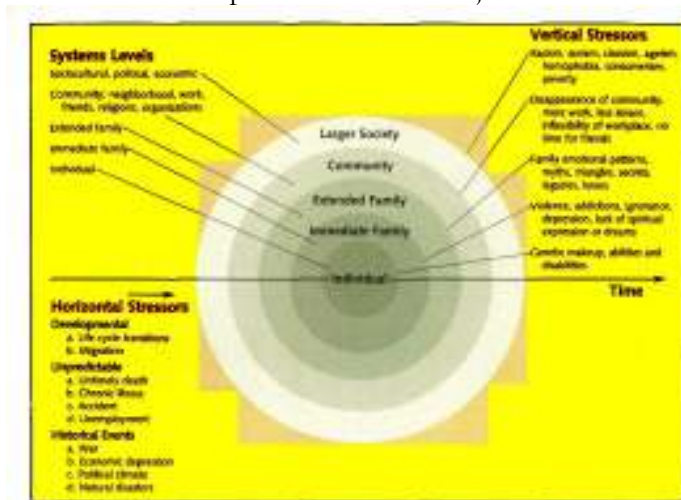 Systems Levels
Sociocultural, political, economic
Community, neighborhood, work,
friends, religions, organizations
Extended family
Immediate family
Individual
Vertical Stressors
Racism, sexism, classism, ageism
homophobia, consumerism,
poverty
Disappearance of community,
more work, less leisure,
inflexibility of workplace, no
time for friends
Family emotional patterns,
myths, triangles, secrets,
legacies, losses
Violence, addictions, ignorance,
depression, lack of spiritual
expression or dreams
Genetic makeup, abilities and
disabilities
Larger Society
Community
Extended Family
Immediate Family
Individual
Time
Horizontal Stressors
Developmental
a. Life cycle transitions
b. Migration
Unpredictable
a. Untimely death
b. Chronic illness
c. Accident
d. Unemployment
Historical Events
a. War
b. Economic depression
c. Political climate
d. Natural disasters